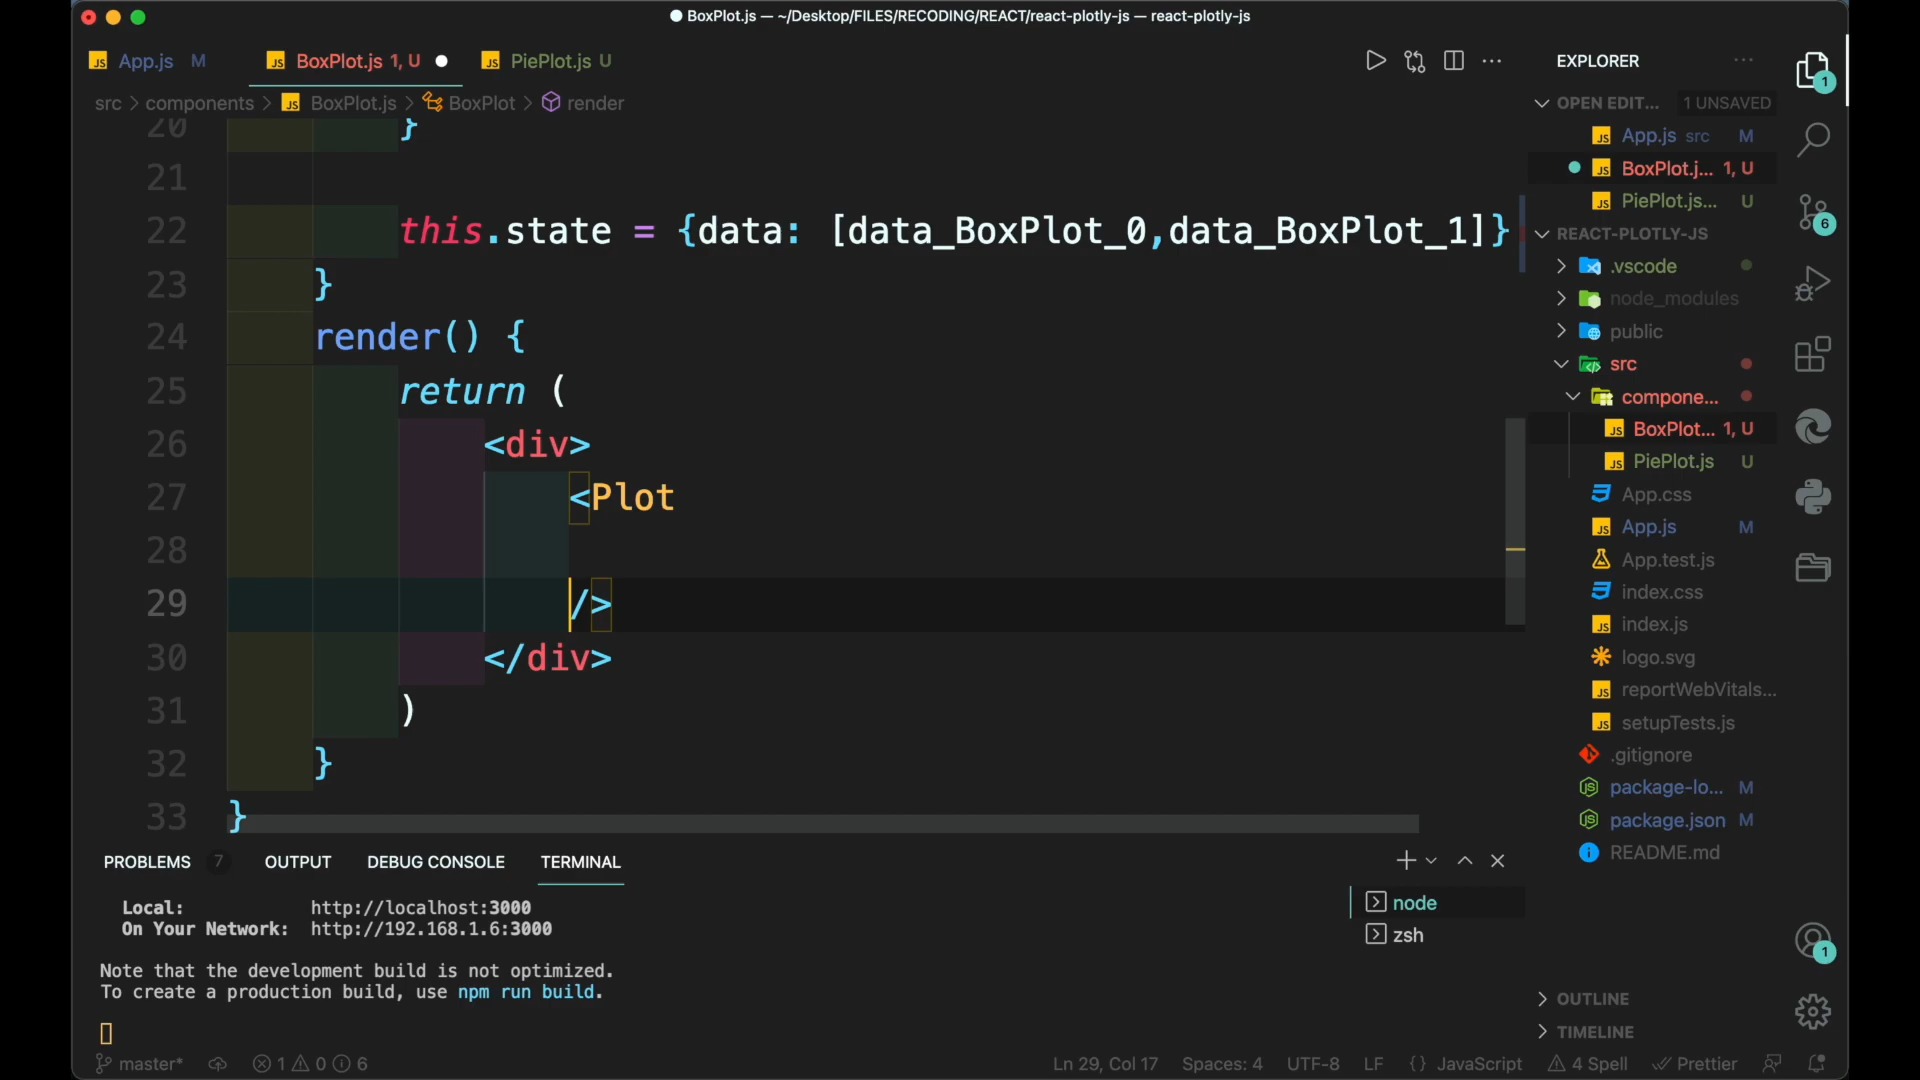 BoxPlot.js — ~/Desktop/FILES/RECODING/REACT/react-plotly-js — react-plotly-js
App.js M
BoxPlot.js 1, U
PiePlot.js U
src > components > BoxPlot.js > BoxPlot > render
20 }
21
22 this.state = {data: [data_BoxPlot_0,data_BoxPlot_1]}
23 }
24 render() {
25 return (
26 <div>
27 <Plot
28
29 />
30 </div>
31 )
32 }
33 }
PROBLEMS 7 OUTPUT DEBUG CONSOLE TERMINAL
Local: http://localhost:3000
On Your Network: http://192.168.1.6:3000
Note that the development build is not optimized.
To create a production build, use npm run build.
node
zsh
EXPLORER
OPEN EDIT... 1 UNSAVED
App.js src M
BoxPlot.j... 1, U
PiePlot.js... U
REACT-PLOTLY-JS
.vscode
node_modules
public
src
compone...
BoxPlot... 1, U
PiePlot.js U
App.css
App.js M
App.test.js
index.css
index.js
logo.svg
reportWebVitals...
setupTests.js
.gitignore
package-lo... M
package.json M
README.md
OUTLINE
TIMELINE
1
6
1
master* 1 0 6
Ln 29, Col 17 Spaces: 4 UTF-8 LF {} JavaScript 4 Spell Prettier